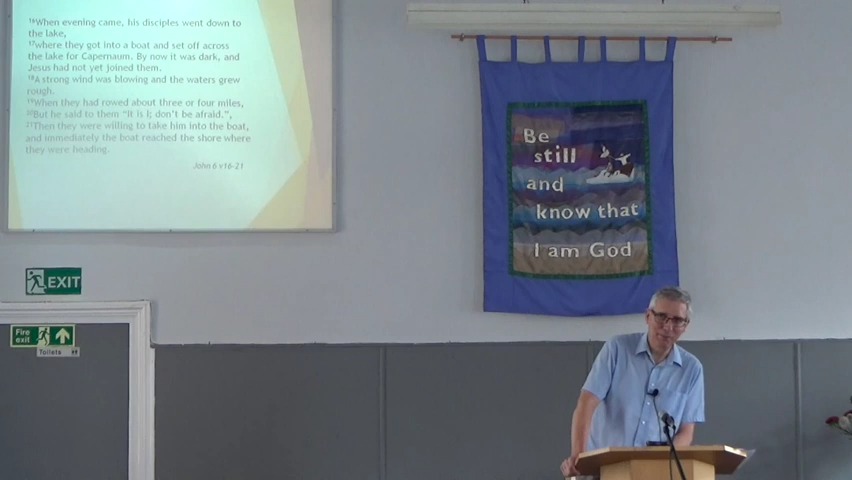 16When evening came, his disciples went down to
the lake,
17where they got into a boat and set off across
the lake for Capernaum. By now it was dark, and
Jesus had not yet joined them.
18A strong wind was blowing and the waters grew
rough.
19When they had rowed about three or four miles,
20But he said to them "It is I; don't be afraid.",
21Then they were willing to take him into the boat,
and immediately the boat reached the shore where
they were heading.
John 6 v16-21
Be
still
and
know that
I am God
EXIT
Fire
exit
Toilets